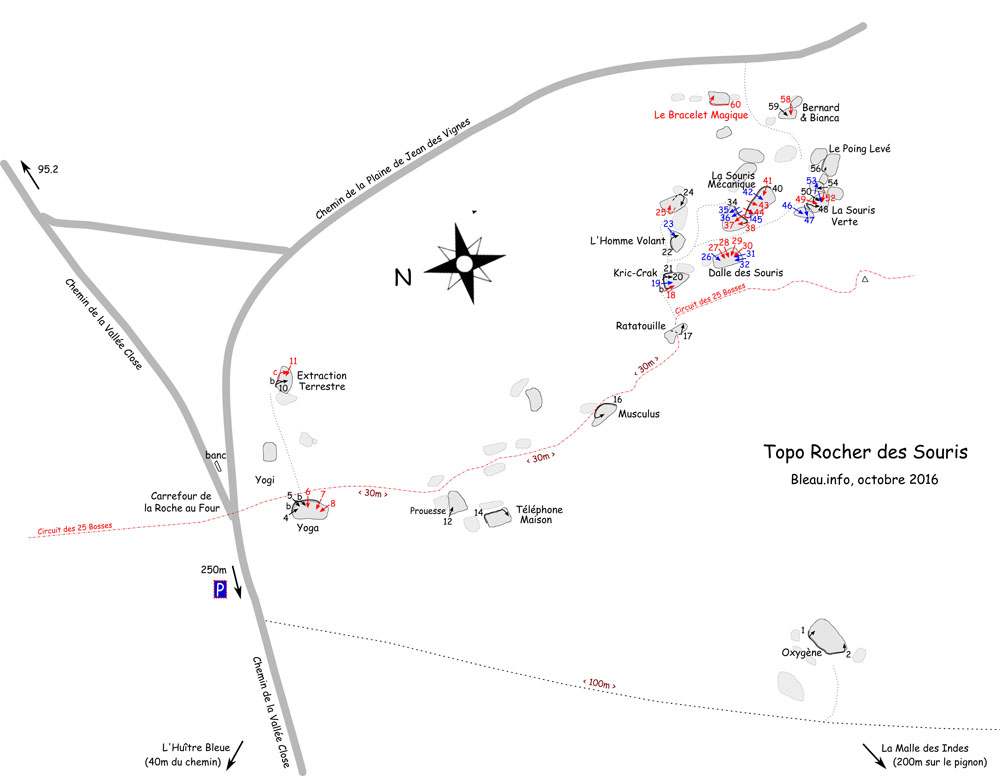 58
59
60
Le Bracelet Magique
Bernard
& Bianca
Chemin de la Plaine de Jean des Vignes
95.2
Le Poing Levé
56
La Souris
Mécanique
41
40
42
53
54
50
24
34
35
36
43
44
45
37
38
49
52
48
46
47
La Souris
Verte
25
23
L'Homme Volant
22
27
28
29
30
26
31
32
Dalle des Souris
Kric-Crak
21
20
19
b
18
Circuit des 25 Bosses
N
Chemin de la Vallée Close
Ratatouille
17
< 30m >
11
c
b
10
Extraction
Terrestre
16
Musculus
banc
Topo Rocher des Souris
Bleau.info, octobre 2016
< 30m >
Yogi
< 30m >
Carrefour de
la Roche au Four
5
b
6
7
8
b
4
Yoga
Prouesse
12
14
Téléphone
Maison
Circuit des 25 Bosses
250m
P
1
Oxygène
2
< 100m >
Chemin de la Vallée Close
L'Huître Bleue
(40m du chemin)
La Malle des Indes
(200m sur le pignon)